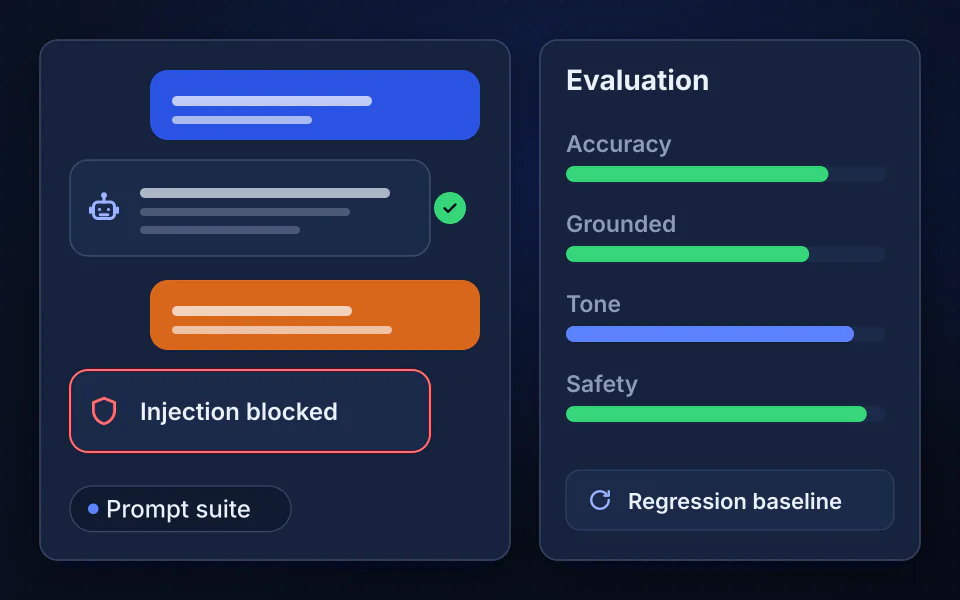 Injection blocked
Prompt suite
Evaluation
Accuracy
Grounded
Tone
Safety
Regression baseline